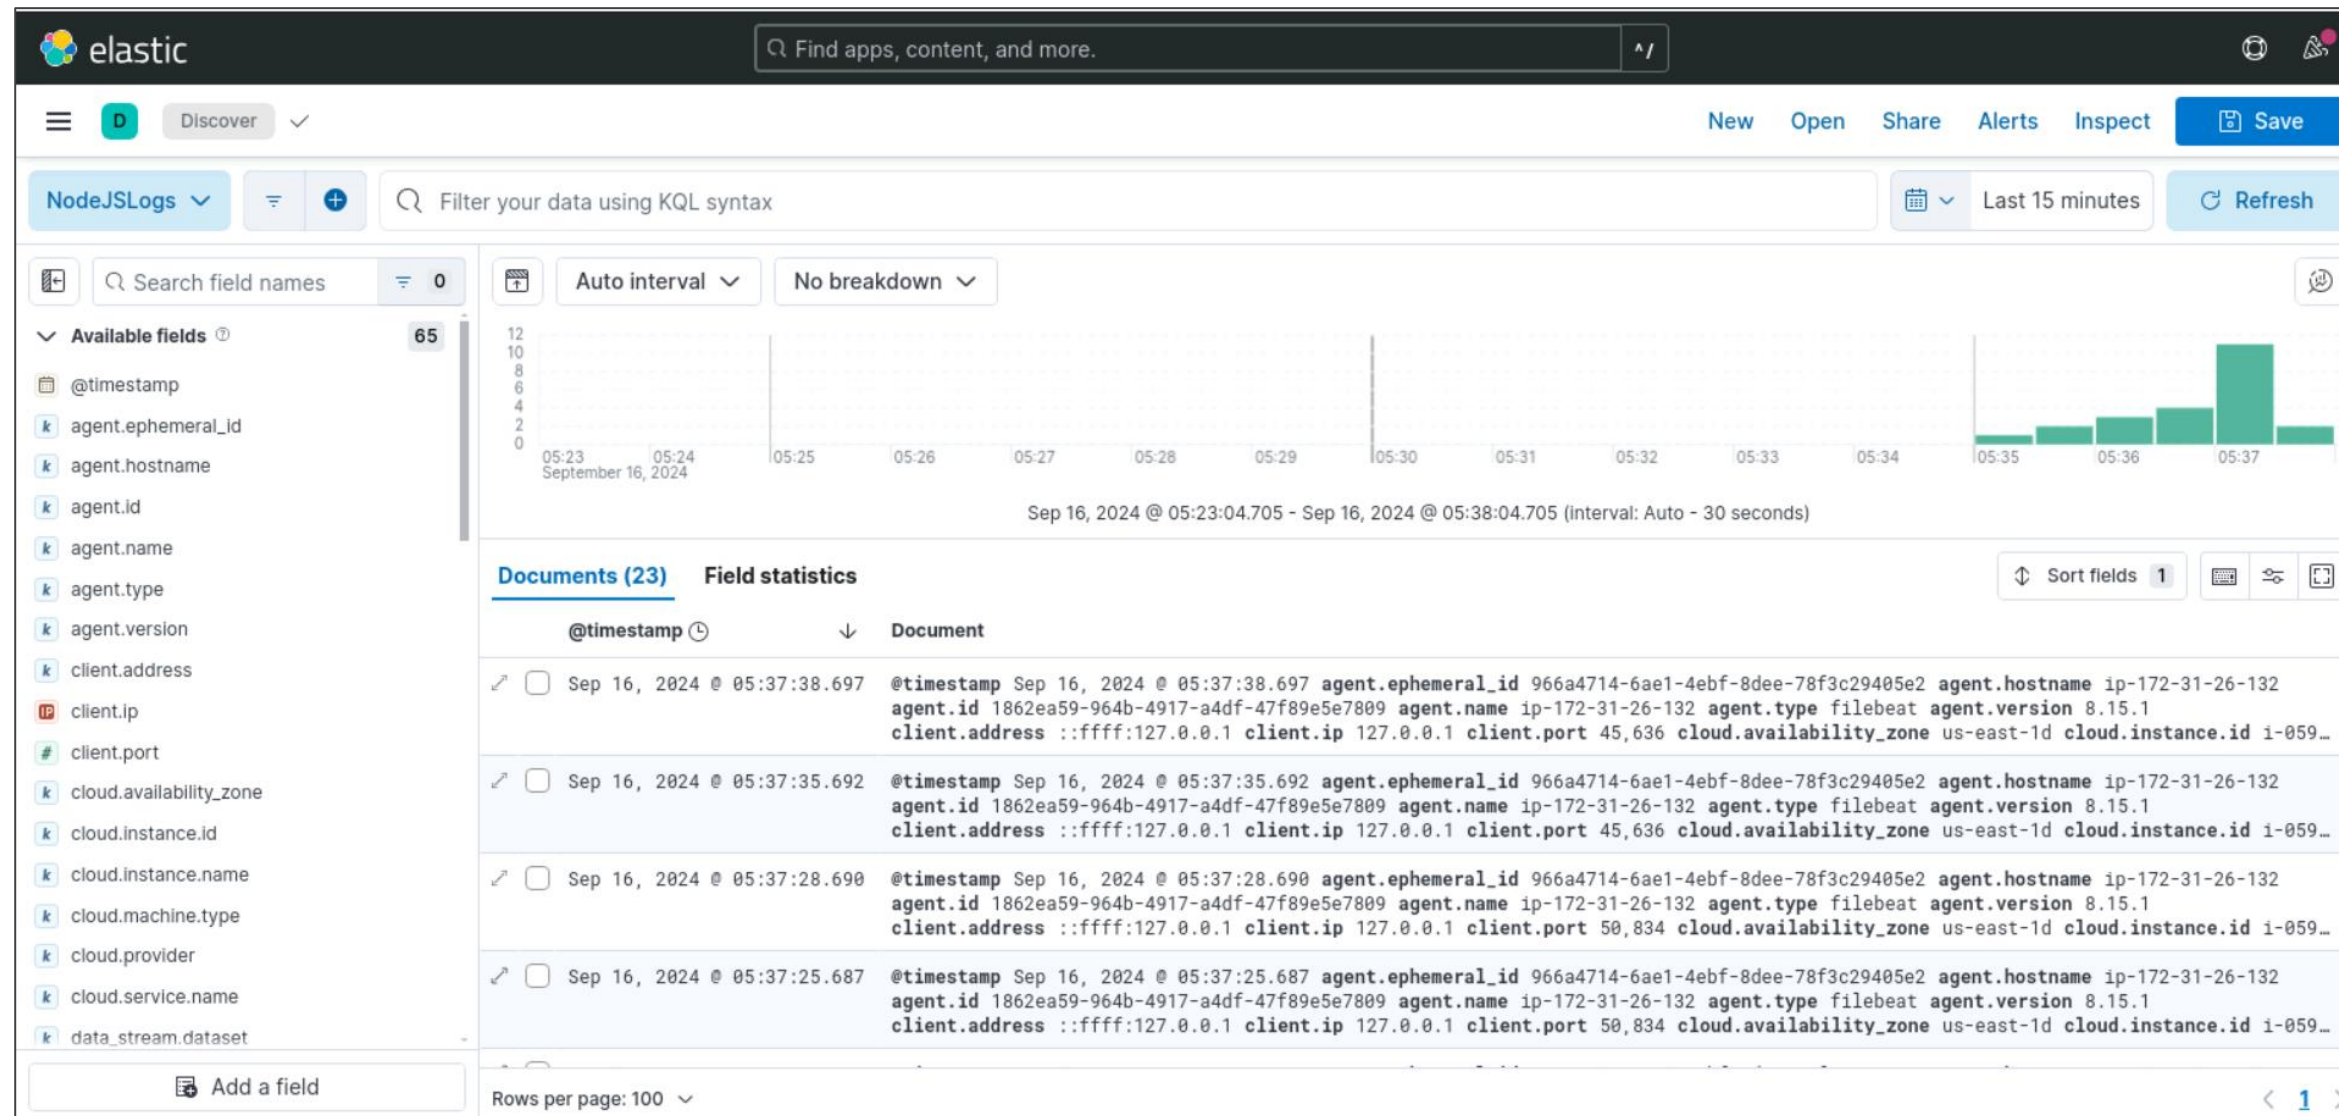 elastic
Find apps, content, and more.
^/
D
Discover
New
Open
Share
Alerts
Inspect
Save
NodeJSLogs
Filter your data using KQL syntax
Last 15 minutes
Refresh
Search field names
0
Auto interval
No breakdown
Available fields
65
@timestamp
k agent.ephemeral_id
k agent.hostname
k agent.id
k agent.name
k agent.type
k agent.version
k client.address
IP client.ip
# client.port
k cloud.availability_zone
k cloud.instance.id
k cloud.instance.name
k cloud.machine.type
k cloud.provider
k cloud.service.name
k data_stream.dataset
Add a field
12
10
8
6
4
2
0
05:23 05:24 05:25 05:26 05:27 05:28 05:29 05:30 05:31 05:32 05:33 05:34 05:35 05:36 05:37
September 16, 2024
Sep 16, 2024 @ 05:23:04.705 - Sep 16, 2024 @ 05:38:04.705 (interval: Auto - 30 seconds)
Documents (23)
Field statistics
Sort fields 1
@timestamp
Document
Sep 16, 2024 @ 05:37:38.697
@timestamp Sep 16, 2024 @ 05:37:38.697 agent.ephemeral_id 966a4714-6ae1-4ebf-8dee-78f3c29405e2 agent.hostname ip-172-31-26-132
agent.id 1862ea59-964b-4917-a4df-47f89e5e7809 agent.name ip-172-31-26-132 agent.type filebeat agent.version 8.15.1
client.address ::ffff:127.0.0.1 client.ip 127.0.0.1 client.port 45,636 cloud.availability_zone us-east-1d cloud.instance.id i-059…
Sep 16, 2024 @ 05:37:35.692
@timestamp Sep 16, 2024 @ 05:37:35.692 agent.ephemeral_id 966a4714-6ae1-4ebf-8dee-78f3c29405e2 agent.hostname ip-172-31-26-132
agent.id 1862ea59-964b-4917-a4df-47f89e5e7809 agent.name ip-172-31-26-132 agent.type filebeat agent.version 8.15.1
client.address ::ffff:127.0.0.1 client.ip 127.0.0.1 client.port 45,636 cloud.availability_zone us-east-1d cloud.instance.id i-059…
Sep 16, 2024 @ 05:37:28.690
@timestamp Sep 16, 2024 @ 05:37:28.690 agent.ephemeral_id 966a4714-6ae1-4ebf-8dee-78f3c29405e2 agent.hostname ip-172-31-26-132
agent.id 1862ea59-964b-4917-a4df-47f89e5e7809 agent.name ip-172-31-26-132 agent.type filebeat agent.version 8.15.1
client.address ::ffff:127.0.0.1 client.ip 127.0.0.1 client.port 50,834 cloud.availability_zone us-east-1d cloud.instance.id i-059…
Sep 16, 2024 @ 05:37:25.687
@timestamp Sep 16, 2024 @ 05:37:25.687 agent.ephemeral_id 966a4714-6ae1-4ebf-8dee-78f3c29405e2 agent.hostname ip-172-31-26-132
agent.id 1862ea59-964b-4917-a4df-47f89e5e7809 agent.name ip-172-31-26-132 agent.type filebeat agent.version 8.15.1
client.address ::ffff:127.0.0.1 client.ip 127.0.0.1 client.port 50,834 cloud.availability_zone us-east-1d cloud.instance.id i-059…
Rows per page: 100
1